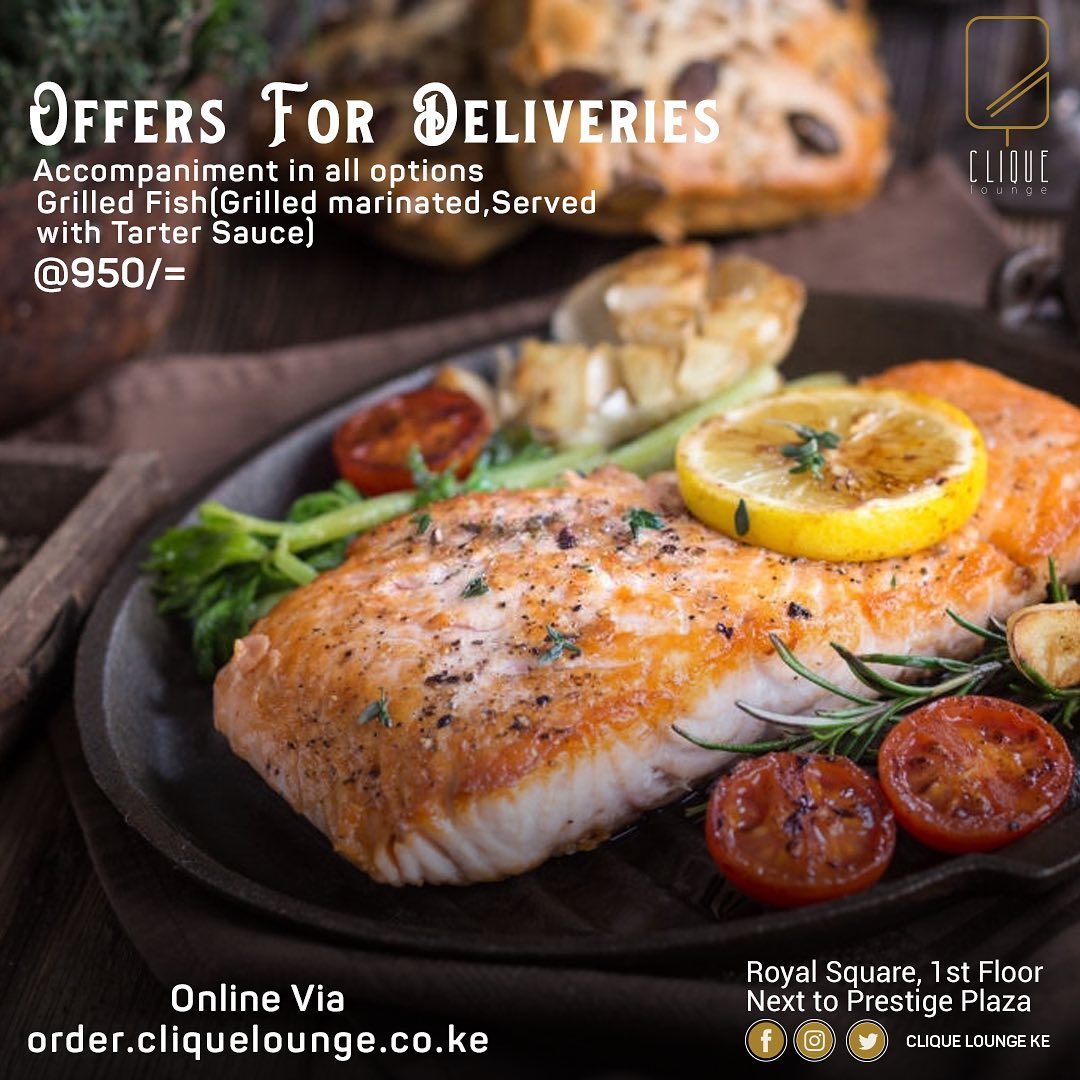 OFFERS FOR DELIVERIES
Accompaniment in all options
Grilled Fish(Grilled marinated,Served
with Tarter Sauce)
@950/=
CLIQUE
lounge
Online Via
order.cliquelounge.co.ke
Royal Square, 1st Floor
Next to Prestige Plaza
CLIQUE LOUNGE KE